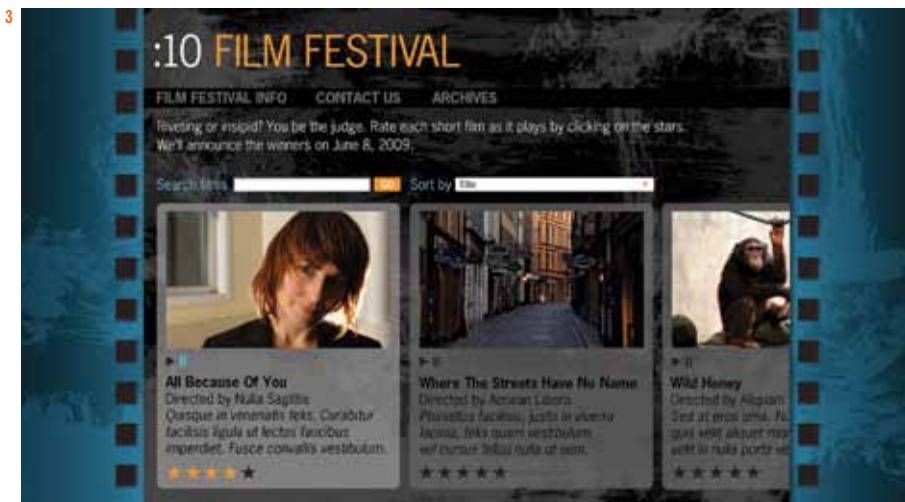 3
:10 FILM FESTIVAL
FILM FESTIVAL INFO CONTACT US ARCHIVES
Riveting or insipid? You be the judge. Rate each short film as it plays by clicking on the stars.
We'll announce the winners on June 8, 2009.
Search films GO Sort by Title
All Because Of You
Directed by Nulla Sagittis
Quisque in venenatis felis. Curabitur
facilisis ligula ut lectus faucibus
imperdiet. Fusce convallis vestibulum.
Where The Streets Have No Name
Directed by Aenean Libero
Phasellus facilisis, justo in viverra
lacinia, felis quam vestibulum
vel cursus tellus nulla ut sem.
Wild Honey
Directed by Aliquam
Sed at eros urna. Nu
quis velit aliquet
velit in nulla porta ve